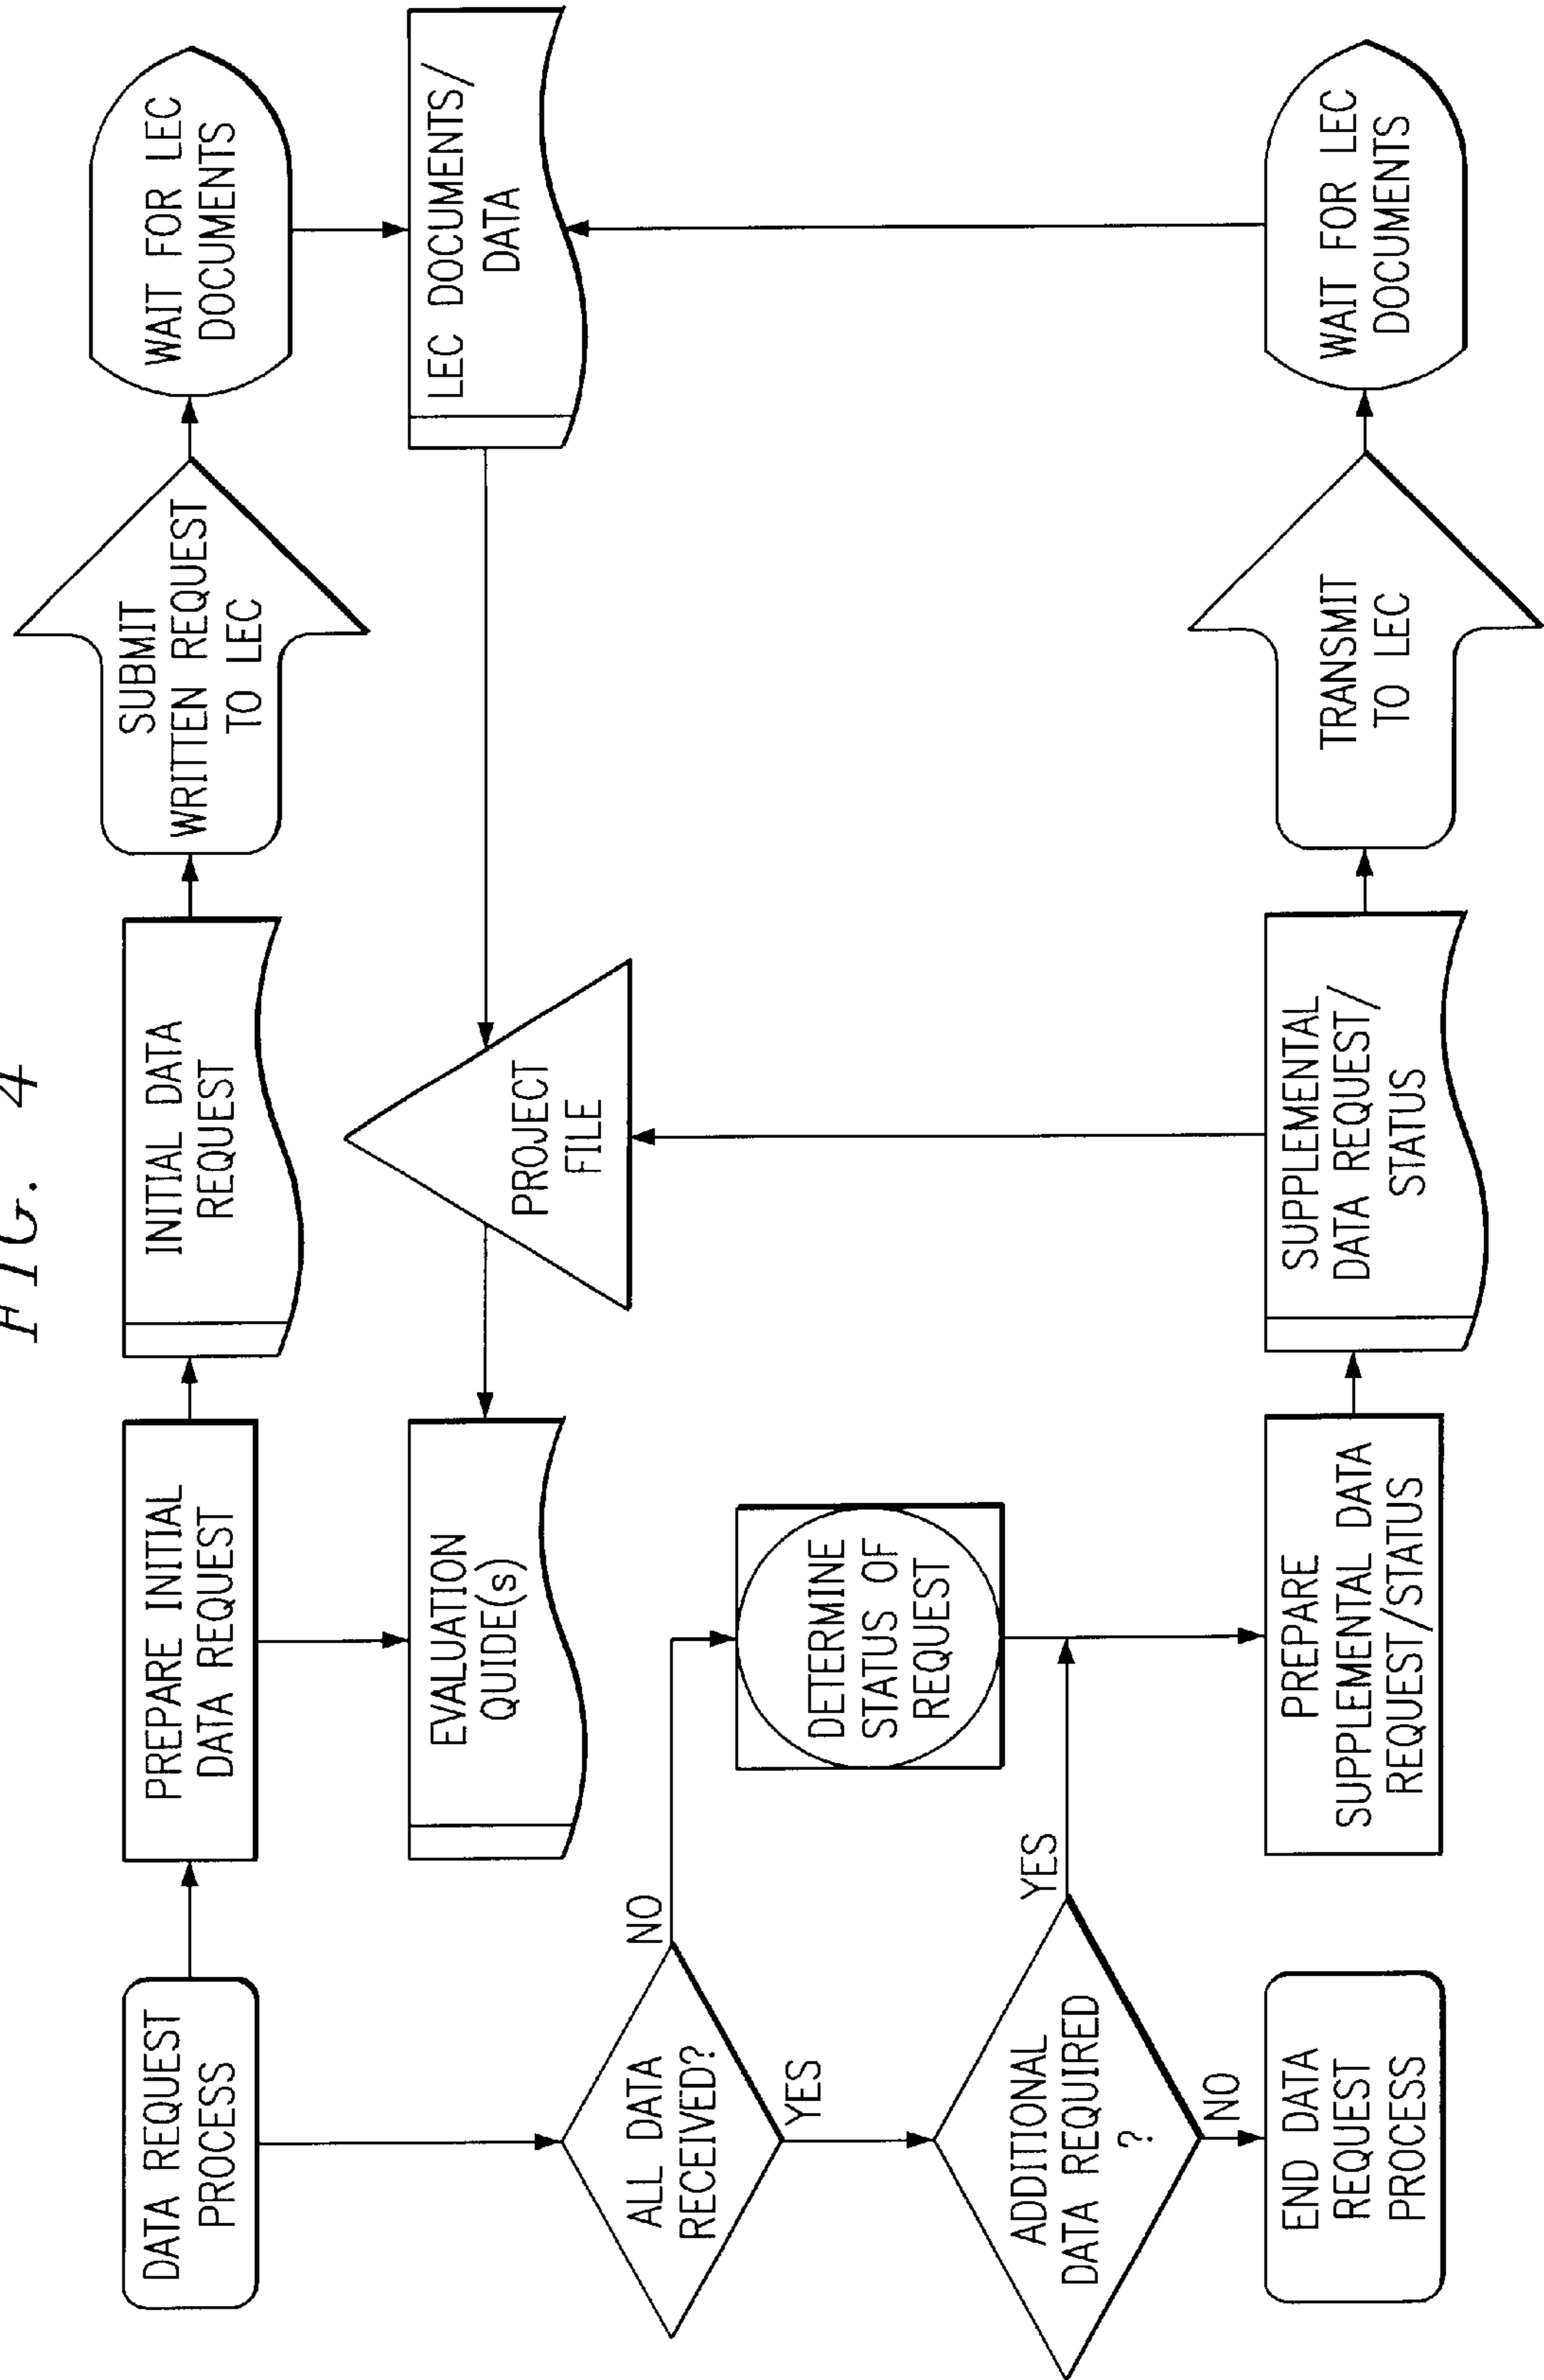 FIG. 4
DATA REQUEST
PROCESS
PREPARE INITIAL
DATA REQUEST
INITIAL DATA
REQUEST
SUBMIT
WRITTEN REQUEST
TO LEC
WAIT FOR LEC
DOCUMENTS
EVALUATION
QUIDE(s)
PROJECT
FILE
LEC DOCUMENTS/
DATA
ALL DATA
RECEIVED?
NO
YES
DETERMINE
STATUS OF
REQUEST
ADDITIONAL
DATA REQUIRED
?
YES
NO
END DATA
REQUEST
PROCESS
PREPARE
SUPPLEMENTAL DATA
REQUEST/STATUS
SUPPLEMENTAL
DATA REQUEST/
STATUS
TRANSMIT
TO LEC
WAIT FOR LEC
DOCUMENTS